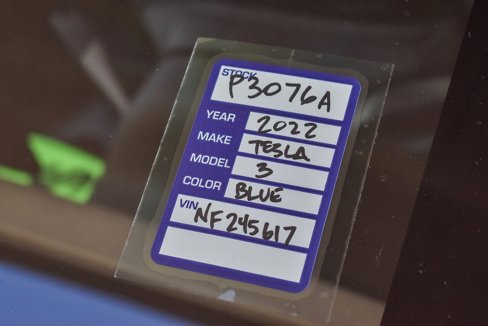 STOCK P3076A
YEAR 2022
MAKE TESLA
MODEL 3
COLOR BLUE
VIN NF245617